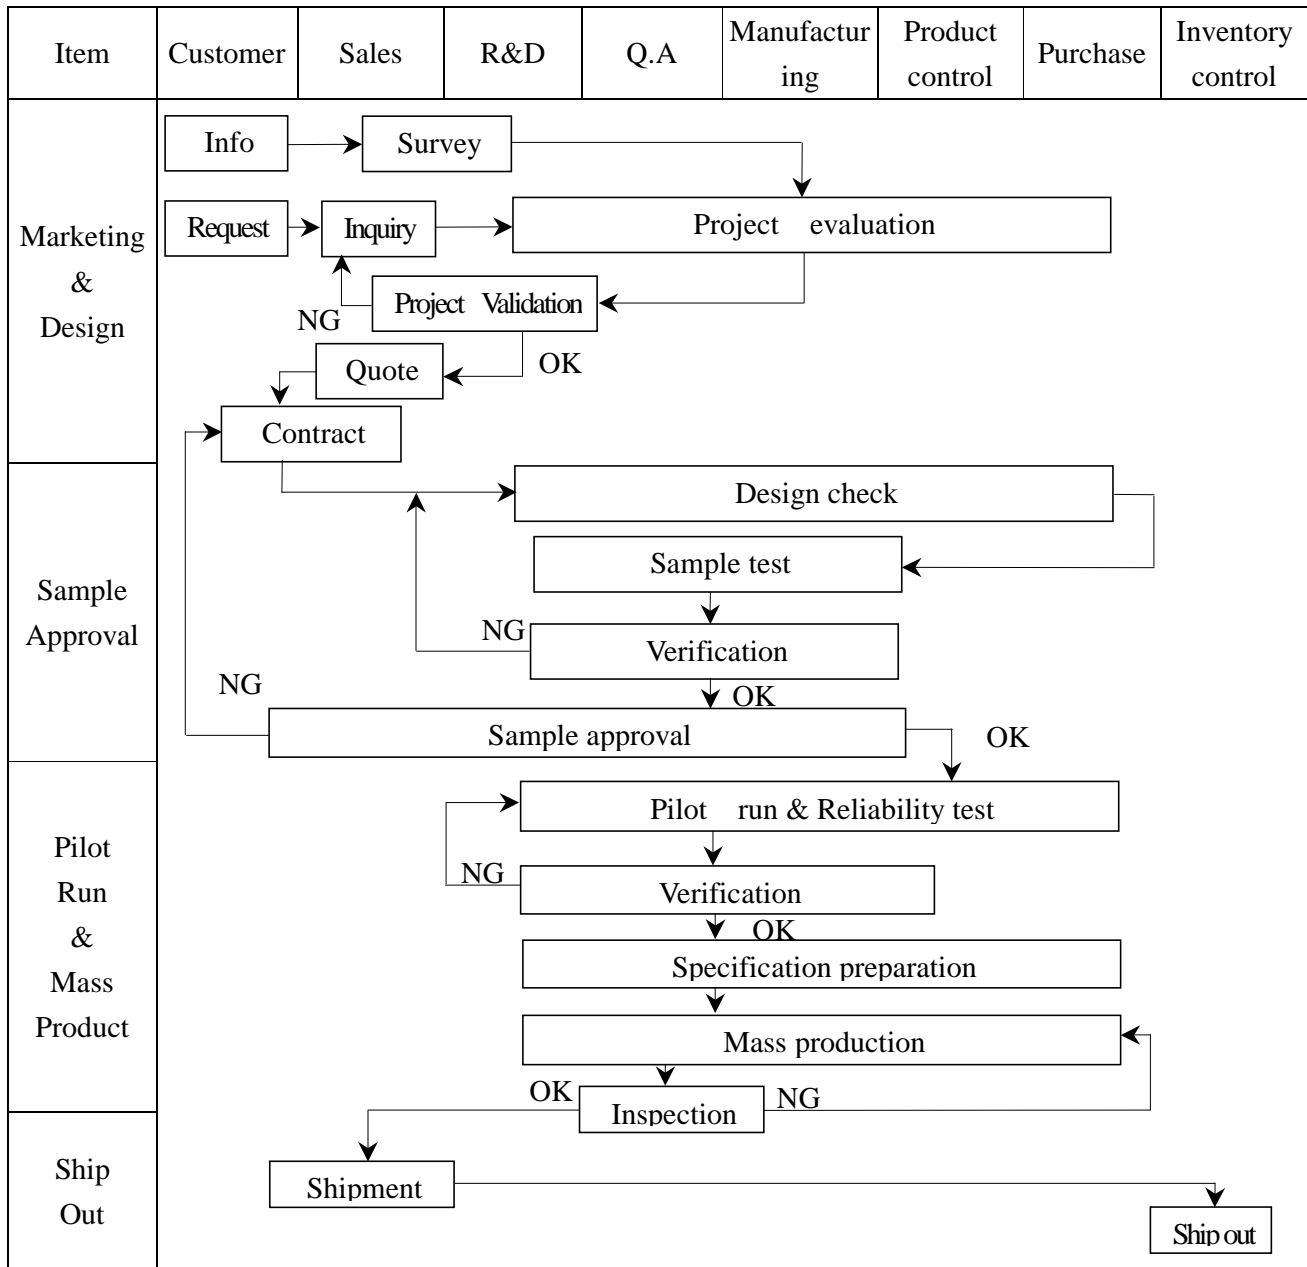 Item
Customer
Sales
R&D
Q.A
Manufactur
ing
Product
control
Purchase
Inventory
control
Marketing
&
Design
Info
Survey
Request
Inquiry
Project evaluation
Project Validation
NG
Quote
OK
Contract
Sample
Approval
Design check
Sample test
NG
Verification
NG
OK
Sample approval
OK
Pilot
Run
&
Mass
Product
Pilot run & Reliability test
NG
Verification
OK
Specification preparation
Mass production
OK
Inspection
NG
Ship
Out
Shipment
Ship out